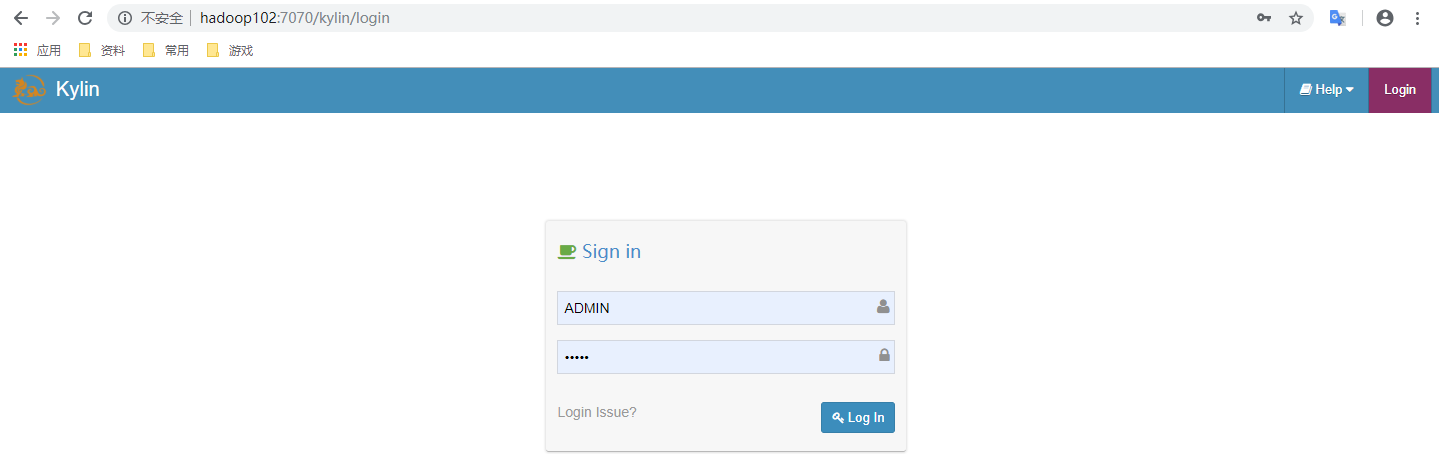 不安全 hadoop102:7070/kylin/login
应用 资料 常用 游戏
Kylin Help Login
Sign in
ADMIN
•••••
Login Issue? Log In